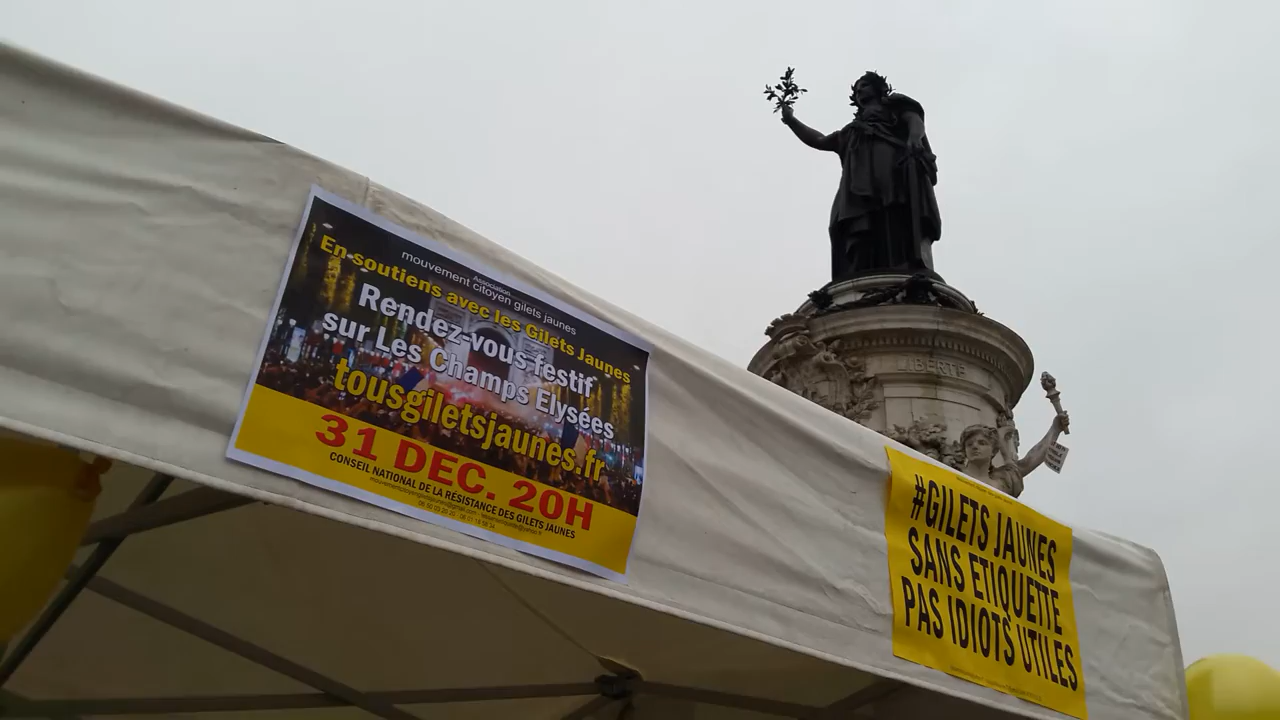 Association
mouvement citoyen gilets jaunes
En soutiens avec les Gilets Jaunes
Rendez-vous festif
sur Les Champs Elysées
tousgiletsjaunes.fr
31 DEC. 20H
CONSEIL NATIONAL DE LA RÉSISTANCE DES GILETS JAUNES
LIBERTE
#GILETS JAUNES
SANS ETIQUETTE
PAS IDIOTS UTILES